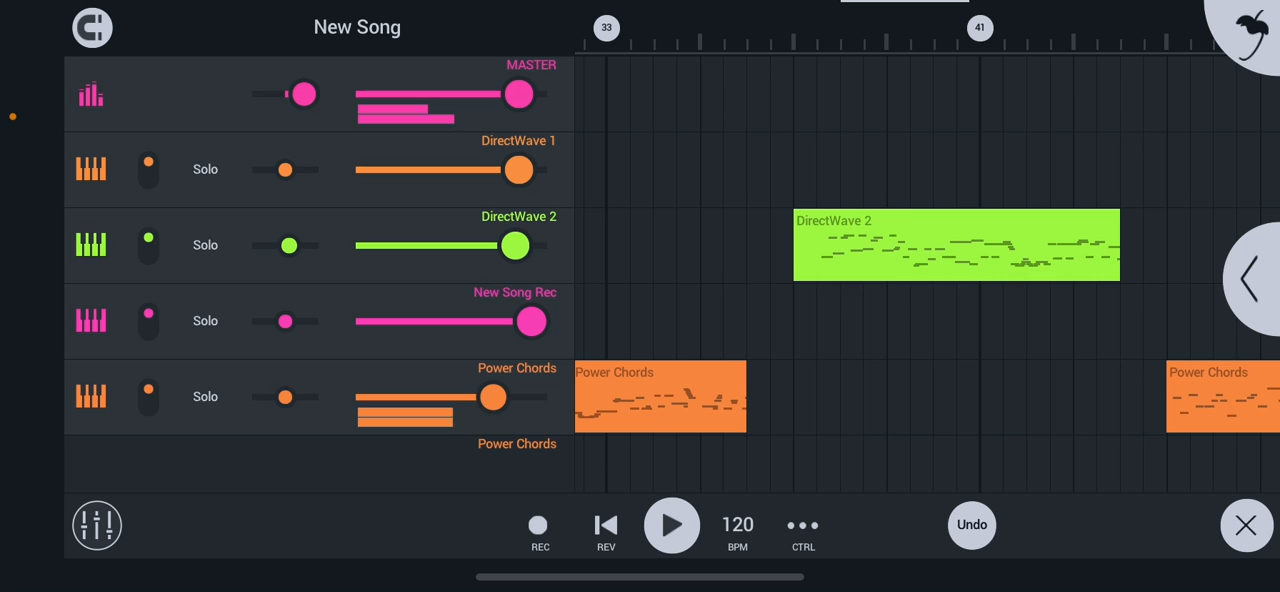 New Song
33
41
MASTER
DirectWave 1
Solo
DirectWave 2
Solo
DirectWave 2
New Song Rec
Solo
Power Chords
Solo
Power Chords
Power Chords
Power Chords
REC
REV
120
BPM
CTRL
Undo